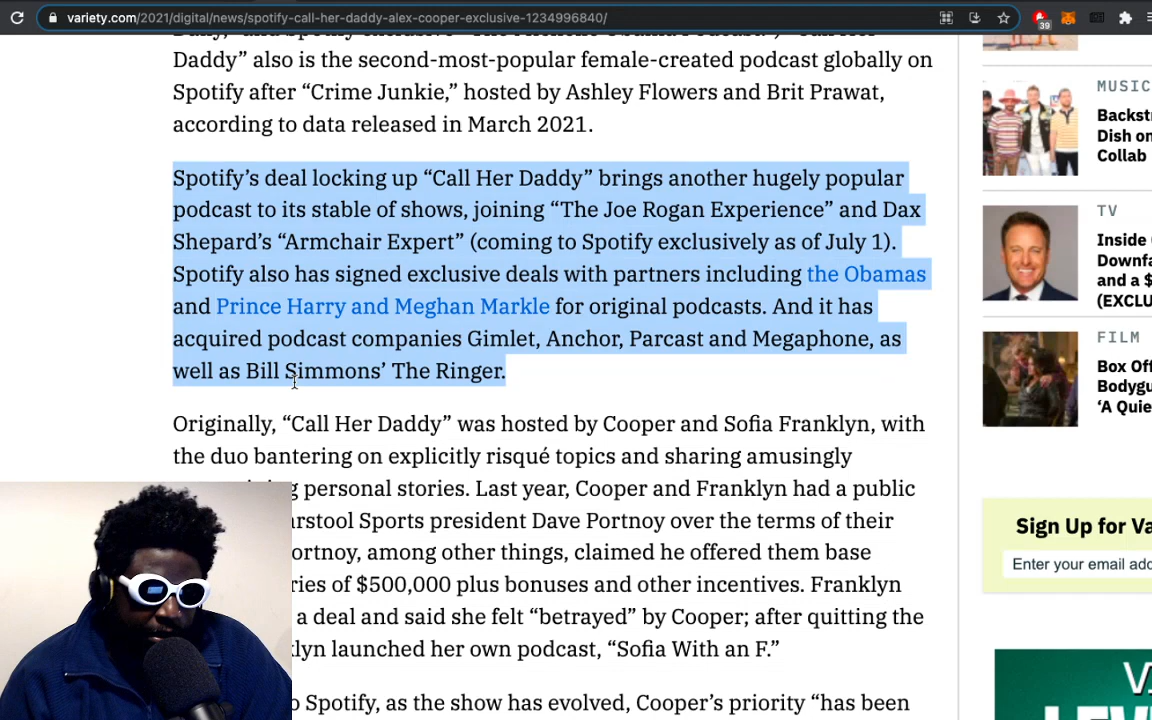 variety.com/2021/digital/news/spotify-call-her-daddy-alex-cooper-exclusive-1234996840/
39
Daddy” also is the second-most-popular female-created podcast globally on
Spotify after “Crime Junkie,” hosted by Ashley Flowers and Brit Prawat,
according to data released in March 2021.
Spotify’s deal locking up “Call Her Daddy” brings another hugely popular
podcast to its stable of shows, joining “The Joe Rogan Experience” and Dax
Shepard’s “Armchair Expert” (coming to Spotify exclusively as of July 1).
Spotify also has signed exclusive deals with partners including the Obamas
and Prince Harry and Meghan Markle for original podcasts. And it has
acquired podcast companies Gimlet, Anchor, Parcast and Megaphone, as
well as Bill Simmons’ The Ringer.
Originally, “Call Her Daddy” was hosted by Cooper and Sofia Franklyn, with
the duo bantering on explicitly risqué topics and sharing amusingly
personal stories. Last year, Cooper and Franklyn had a public
rstool Sports president Dave Portnoy over the terms of their
ortnoy, among other things, claimed he offered them base
ries of $500,000 plus bonuses and other incentives. Franklyn
a deal and said she felt “betrayed” by Cooper; after quitting the
klyn launched her own podcast, “Sofia With an F.”
o Spotify, as the show has evolved, Cooper’s priority “has been
MUSIC
Backst
Dish on
Collab
TV
Inside
Downfa
and a $
(EXCLU
FILM
Box Off
Bodygu
‘A Quie
Sign Up for Va
Enter your email add